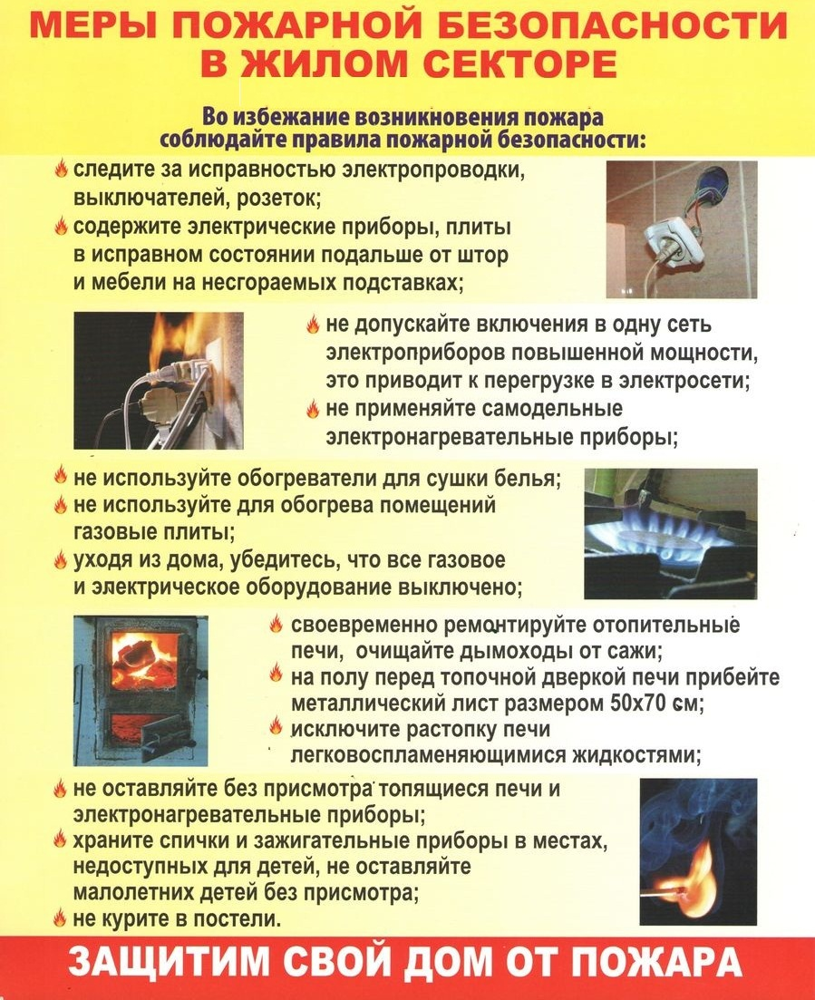 МЕРЫ ПОЖАРНОЙ БЕЗОПАСНОСТИ
В ЖИЛОМ СЕКТОРЕ
Во избежание возникновения пожара
соблюдайте правила пожарной безопасности:
следите за исправностью электропроводки,
выключателей, розеток;
содержите электрические приборы, плиты
в исправном состоянии подальше от штор
и мебели на несгораемых подставках;
не допускайте включения в одну сеть
электроприборов повышенной мощности,
это приводит к перегрузке в электросети;
не применяйте самодельные
электронагревательные приборы;
не используйте обогреватели для сушки белья;
не используйте для обогрева помещений
газовые плиты;
уходя из дома, убедитесь, что все газовое
и электрическое оборудование выключено;
своевременно ремонтируйте отопительные
печи, очищайте дымоходы от сажи;
на полу перед топочной дверкой печи прибейте
металлический лист размером 50х70 см;
исключите растопку печи
легковоспламеняющимися жидкостями;
не оставляйте без присмотра топящиеся печи и
электронагревательные приборы;
храните спички и зажигательные приборы в местах,
недоступных для детей, не оставляйте
малолетних детей без присмотра;
не курите в постели.
ЗАЩИТИМ СВОЙ ДОМ ОТ ПОЖАРА